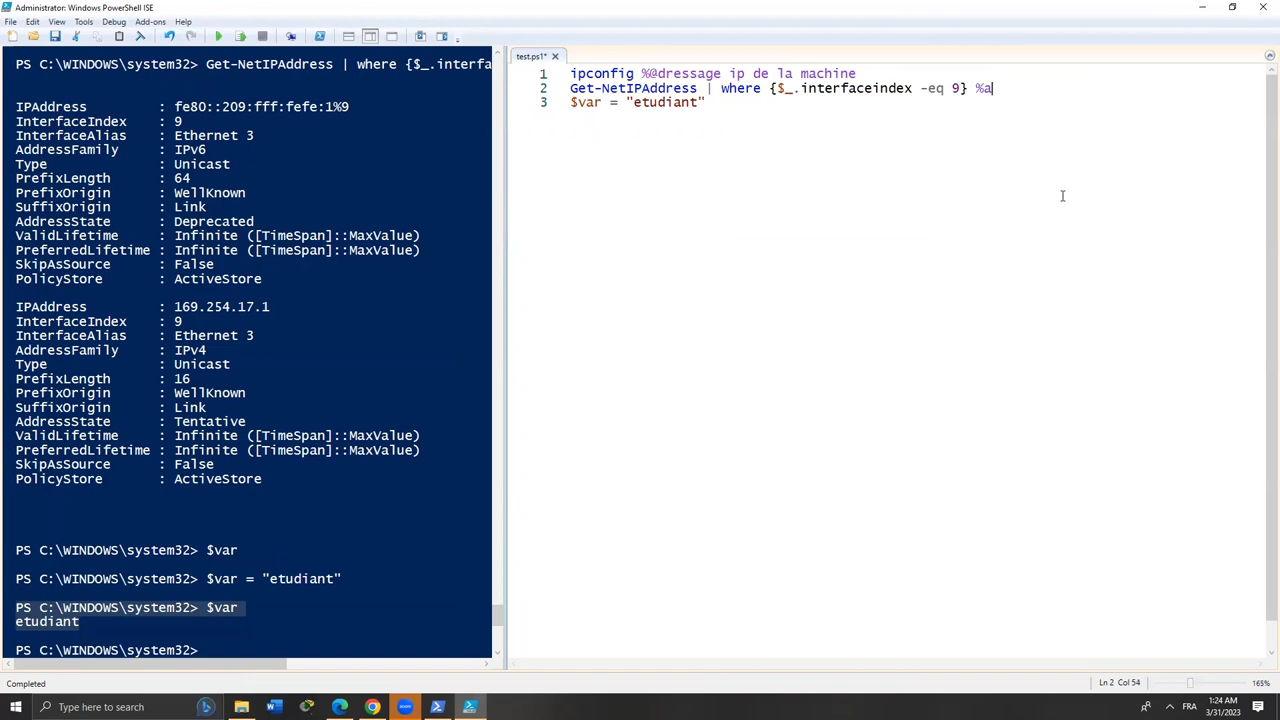 Administrator: Windows PowerShell ISE
File Edit View Tools Debug Add-ons Help
PS C:\WINDOWS\system32> Get-NetIPAddress | where {$_.interfa
IPAddress : fe80::209:fff:fefe:1%9
InterfaceIndex : 9
InterfaceAlias : Ethernet 3
AddressFamily : IPv6
Type : Unicast
PrefixLength : 64
PrefixOrigin : WellKnown
SuffixOrigin : Link
AddressState : Deprecated
ValidLifetime : Infinite ([TimeSpan]::MaxValue)
PreferredLifetime : Infinite ([TimeSpan]::MaxValue)
SkipAsSource : False
PolicyStore : ActiveStore
IPAddress : 169.254.17.1
InterfaceIndex : 9
InterfaceAlias : Ethernet 3
AddressFamily : IPv4
Type : Unicast
PrefixLength : 16
PrefixOrigin : WellKnown
SuffixOrigin : Link
AddressState : Tentative
ValidLifetime : Infinite ([TimeSpan]::MaxValue)
PreferredLifetime : Infinite ([TimeSpan]::MaxValue)
SkipAsSource : False
PolicyStore : ActiveStore
PS C:\WINDOWS\system32> $var
PS C:\WINDOWS\system32> $var = "etudiant"
PS C:\WINDOWS\system32> $var
etudiant
PS C:\WINDOWS\system32>
test.ps1*
1 ipconfig %@dressage ip de la machine
2 Get-NetIPAddress | where {$_.interfaceindex -eq 9} %a
3 $var = "etudiant"
Completed
Ln 2 Col 54
165%
Type here to search
FRA
1:24 AM
3/31/2023